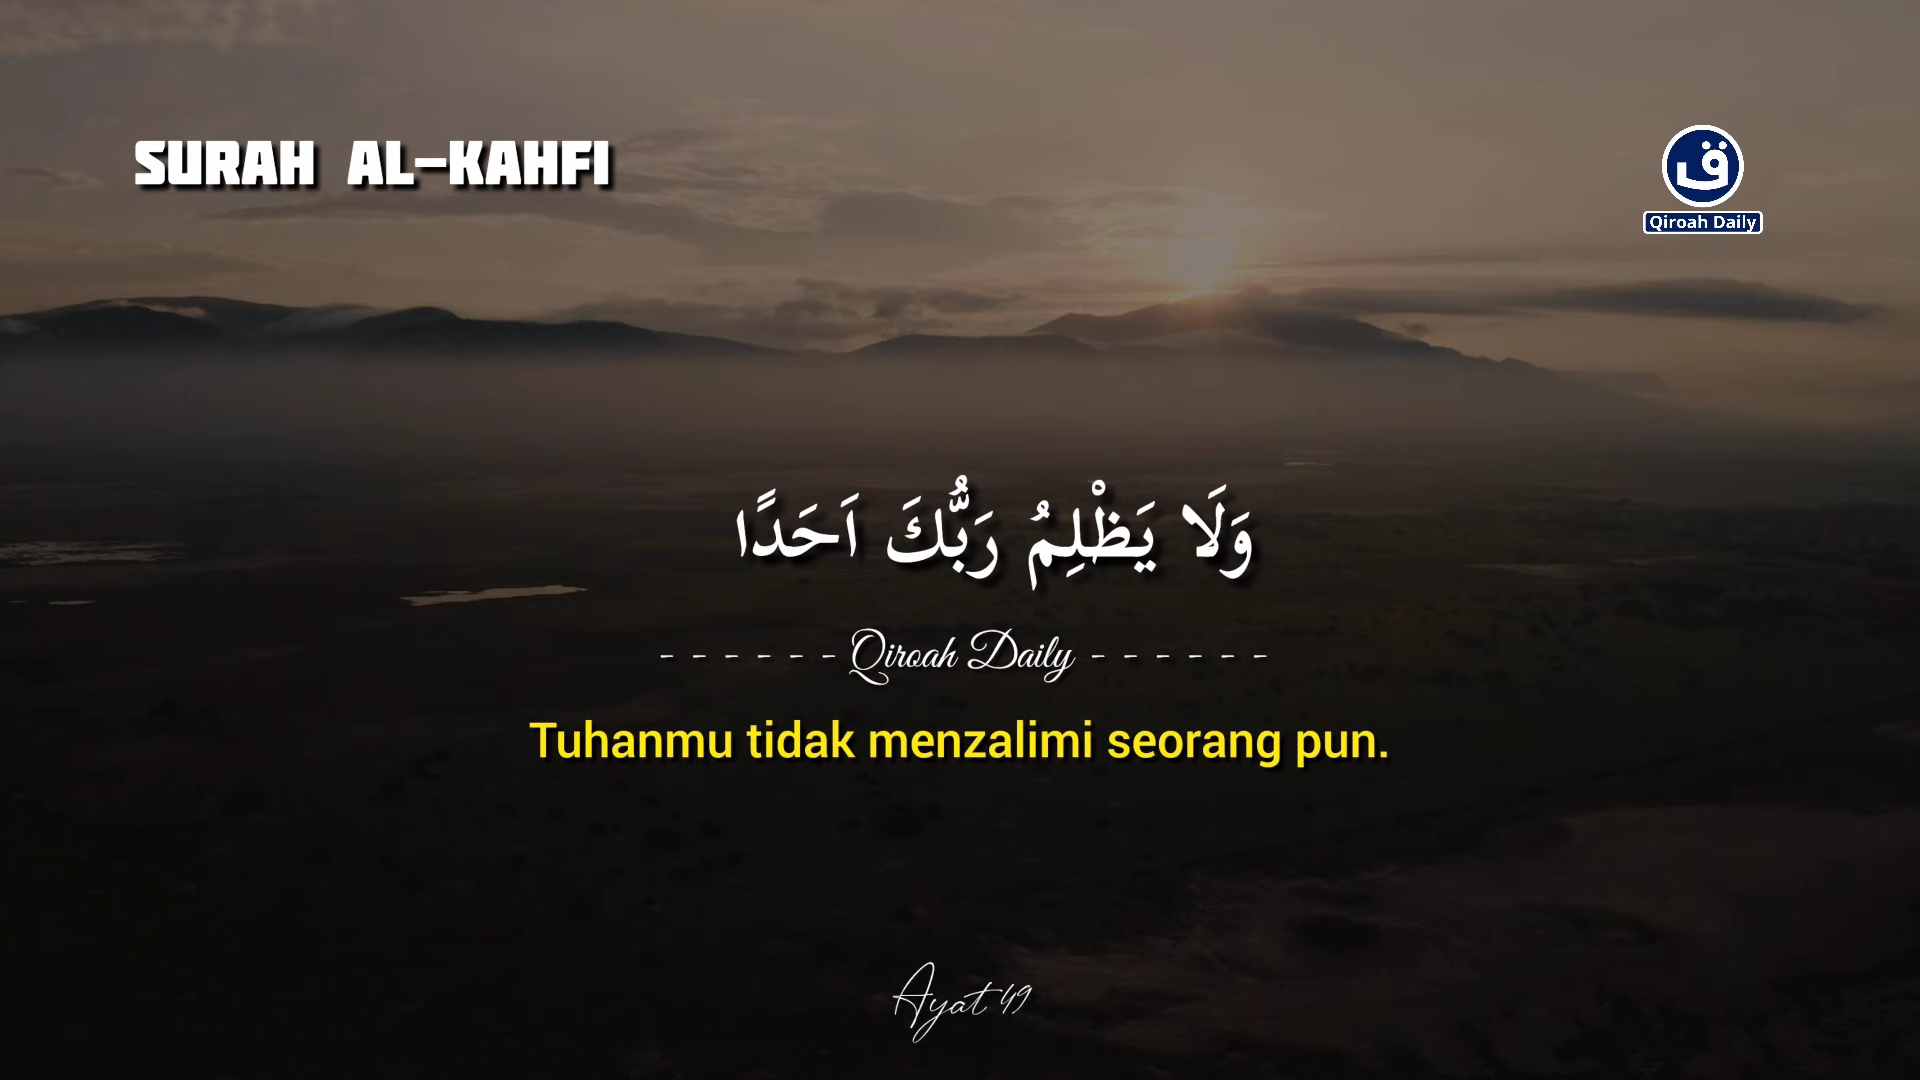 SURAH AL-KAHFI
ق
Qiroah Daily
وَلَا يَظْلِمُ رَبُّكَ اَحَدًا
- - - - - - Qiroah Daily - - - - - -
Tuhanmu tidak menzalimi seorang pun.
Ayat 49